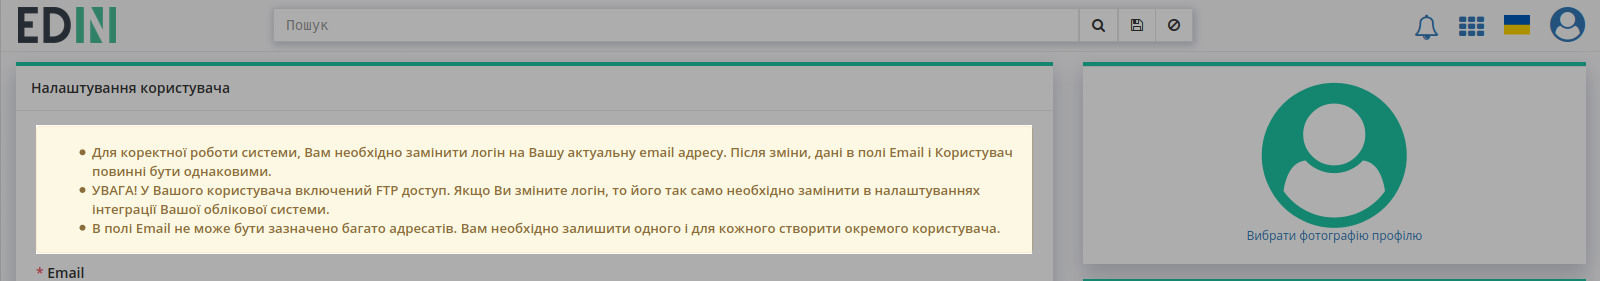 EDIN
Пошук
Налаштування користувача
Для коректної роботи системи, Вам необхідно замінити логін на Вашу актуальну email адресу. Після зміни, дані в полі Email і Користувач
повинні бути однаковими.
УВАГА! У Вашого користувача включений FTP доступ. Якщо Ви зміните логін, то його так само необхідно замінити в налаштуваннях
інтеграції Вашої облікової системи.
В полі Email не може бути зазначено багато адресатів. Вам необхідно залишити одного і для кожного створити окремого користувача.
* Email
Вибрати фотографію профілю